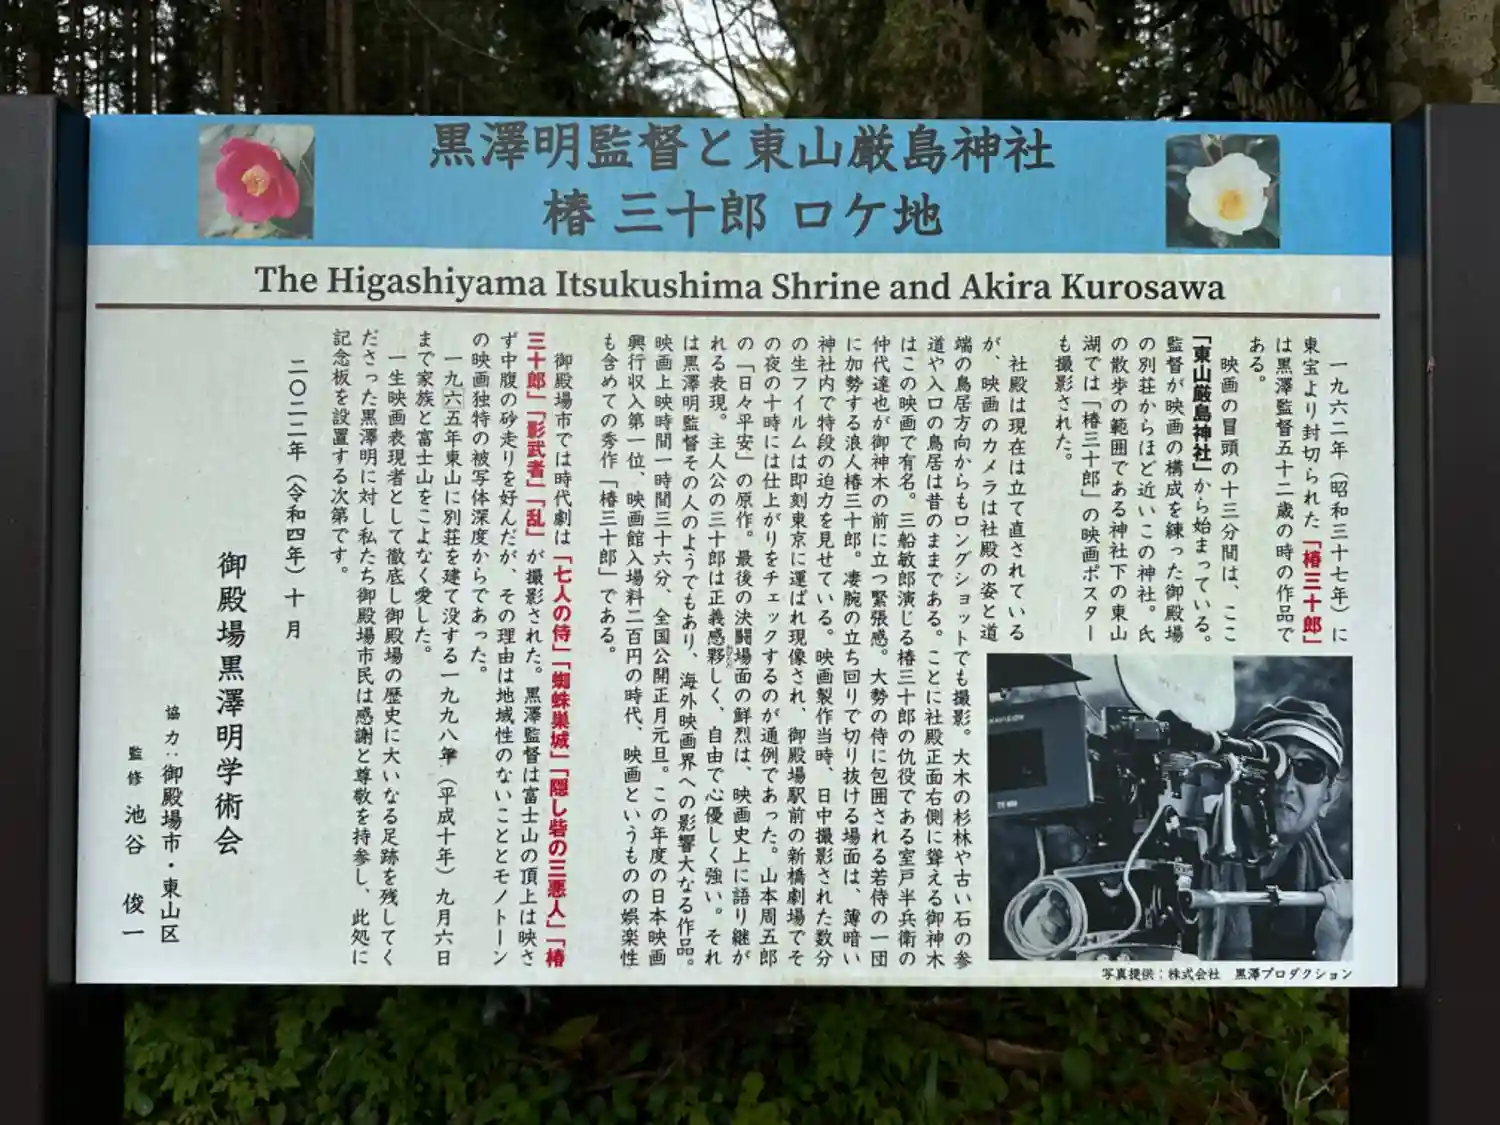 黒澤明監督と東山厳島神社
椿 三十郎 ロケ地
The Higashiyama Itsukushima Shrine and Akira Kurosawa
一九六二年（昭和三十七年）に
東宝より封切られた「椿三十郎」
は黒澤監督五十二歳の時の作品で
ある。
映画の冒頭の十三分間は、ここ
「東山厳島神社」から始まっている。
監督が映画の構成を練った御殿場
の別荘からほど近いこの神社。氏
の散歩の範囲である神社下の東山
湖では「椿三十郎」の映画ポスター
も撮影された。
社殿は現在は立て直されている
が、映画のカメラは社殿の姿と道
端の鳥居方向からもロングショットでも撮影。大木の杉林や古い石の参
道や入口の鳥居は昔のままである。ことに社殿正面右側に聳える御神木
はこの映画で有名。三船敏郎演じる椿三十郎の仇役である室戸半兵衛の
仲代達也が御神木の前に立つ緊張感。大勢の侍に包囲される若侍の一団
に加勢する浪人椿三十郎。凄腕の立ち回りで切り抜ける場面は、薄暗い
神社内で特段の迫力を見せている。映画製作当時、日中撮影された数分
の生フイルムは即刻東京に運ばれ現像され、御殿場駅前の新橋劇場でそ
の夜の十時には仕上がりをチェックするのが通例であった。山本周五郎
の「日々平安」の原作。最後の決闘場面の鮮烈は、映画史上に語り継が
れる表現。主人公の三十郎は正義感夥しく、自由で心優しく強い。それ
は黒澤明監督その人のようでもあり、海外映画界への影響大なる作品。
映画上映時間一時間三十六分、全国公開正月元旦。この年度の日本映画
興行収入第一位、映画館入場料二百円の時代、映画というものの娯楽性
も含めての秀作「椿三十郎」である。
御殿場市では時代劇は「七人の侍」「蜘蛛巣城」「隠し砦の三悪人」「椿
三十郎」「影武者」「乱」が撮影された。黒澤監督は富士山の頂上は映さ
ず中腹の砂走りを好んだが、その理由は地域性のないこととモノトーン
の映画独特の被写体深度からであった。
一九六五年東山に別荘を建て没する一九九八年（平成十年）九月六日
まで家族と富士山をこよなく愛した。
一生映画表現者として徹底し御殿場の歴史に大いなる足跡を残してく
ださった黒澤明に対し私たち御殿場市民は感謝と尊敬を持参し、此処に
記念板を設置する次第です。
二〇二二年（令和四年）十月
御殿場黒澤明学術会
協力：御殿場市・東山区
監修 池谷 俊一
写真提供：株式会社 黒澤プロダクション